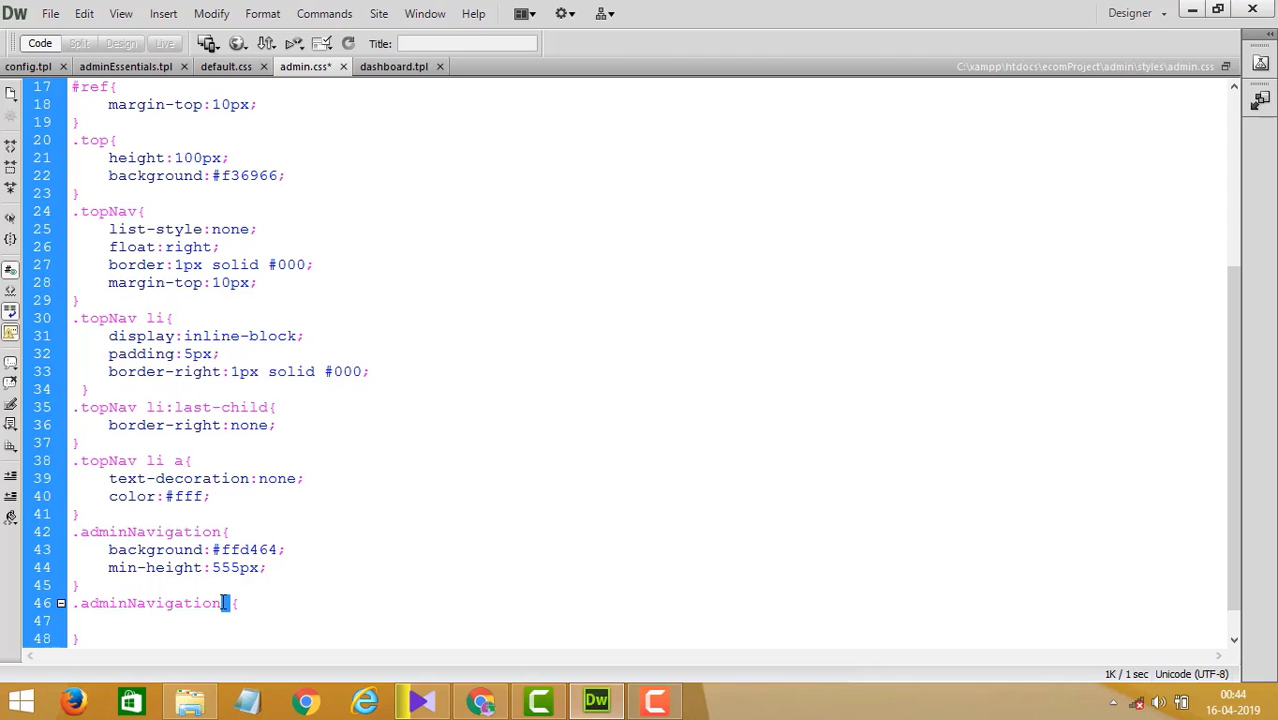 Dw File Edit View Insert Modify Format Commands Site Window Help Designer
Code Split Design Live Title:
config.tpl adminEssentials.tpl default.css admin.css* dashboard.tpl C:\xampp\htdocs\ecomProject\admin\styles\admin.css
17 #ref{
18 margin-top:10px;
19 }
20 .top{
21 height:100px;
22 background:#f36966;
23 }
24 .topNav{
25 list-style:none;
26 float:right;
27 border:1px solid #000;
28 margin-top:10px;
29 }
30 .topNav li{
31 display:inline-block;
32 padding:5px;
33 border-right:1px solid #000;
34 }
35 .topNav li:last-child{
36 border-right:none;
37 }
38 .topNav li a{
39 text-decoration:none;
40 color:#fff;
41 }
42 .adminNavigation{
43 background:#ffd464;
44 min-height:555px;
45 }
46 .adminNavigation {
47
48 }
1K / 1 sec Unicode (UTF-8)
Dw
00:44
16-04-2019